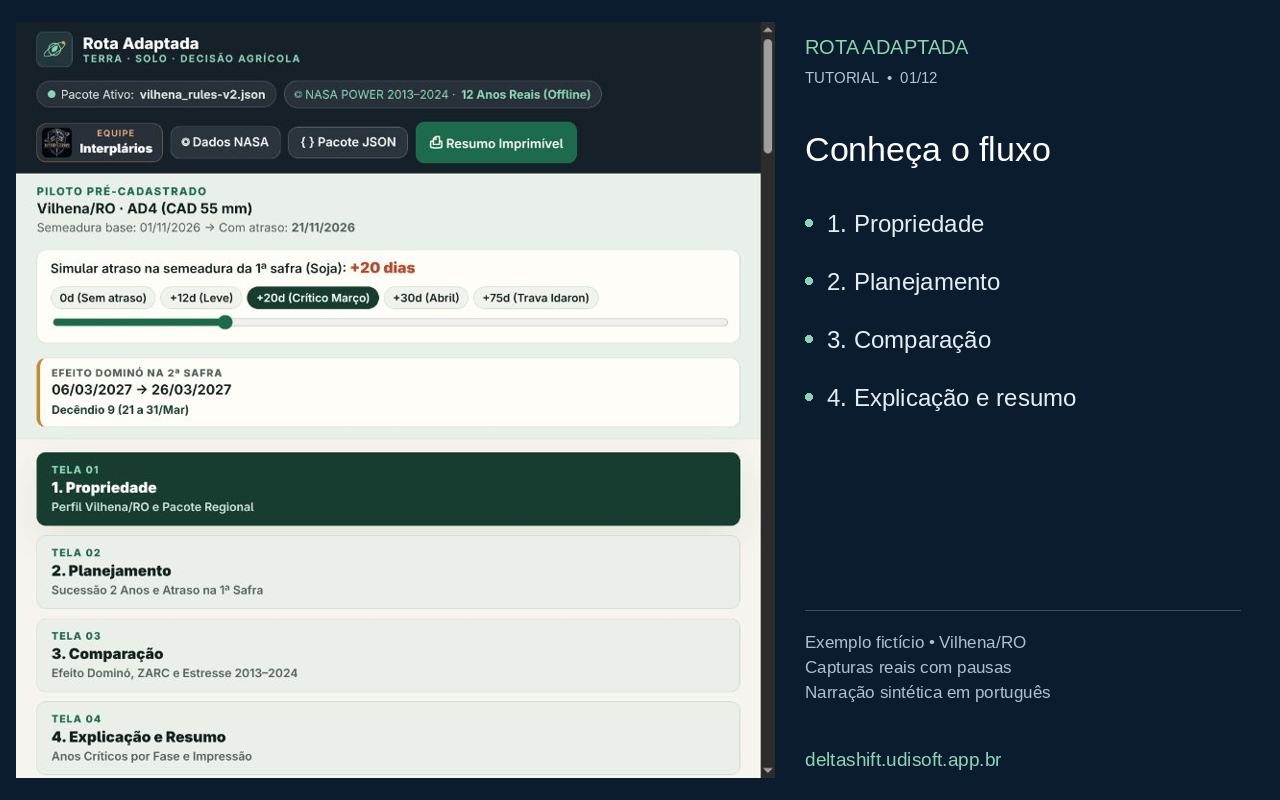 Rota Adaptada
TERRA · SOLO · DECISÃO AGRÍCOLA
Pacote Ativo: vilhena_rules-v2.json
NASA POWER 2013–2024 · 12 Anos Reais (Offline)
EQUIPE
Interplários
Dados NASA
{ } Pacote JSON
Resumo Imprimível
PILOTO PRÉ-CADASTRADO
Vilhena/RO · AD4 (CAD 55 mm)
Semeadura base: 01/11/2026 → Com atraso: 21/11/2026
Simular atraso na semeadura da 1ª safra (Soja): +20 dias
0d (Sem atraso)
+12d (Leve)
+20d (Crítico Março)
+30d (Abril)
+75d (Trava Idaron)
EFEITO DOMINÓ NA 2ª SAFRA
06/03/2027 → 26/03/2027
Decêndio 9 (21 a 31/Mar)
TELA 01
1. Propriedade
Perfil Vilhena/RO e Pacote Regional
TELA 02
2. Planejamento
Sucessão 2 Anos e Atraso na 1ª Safra
TELA 03
3. Comparação
Efeito Dominó, ZARC e Estresse 2013–2024
TELA 04
4. Explicação e Resumo
Anos Críticos por Fase e Impressão
ROTA ADAPTADA
TUTORIAL • 01/12
Conheça o fluxo
• 1. Propriedade
• 2. Planejamento
• 3. Comparação
• 4. Explicação e resumo
Exemplo fictício • Vilhena/RO
Capturas reais com pausas
Narração sintética em português
deltashift.udisoft.app.br